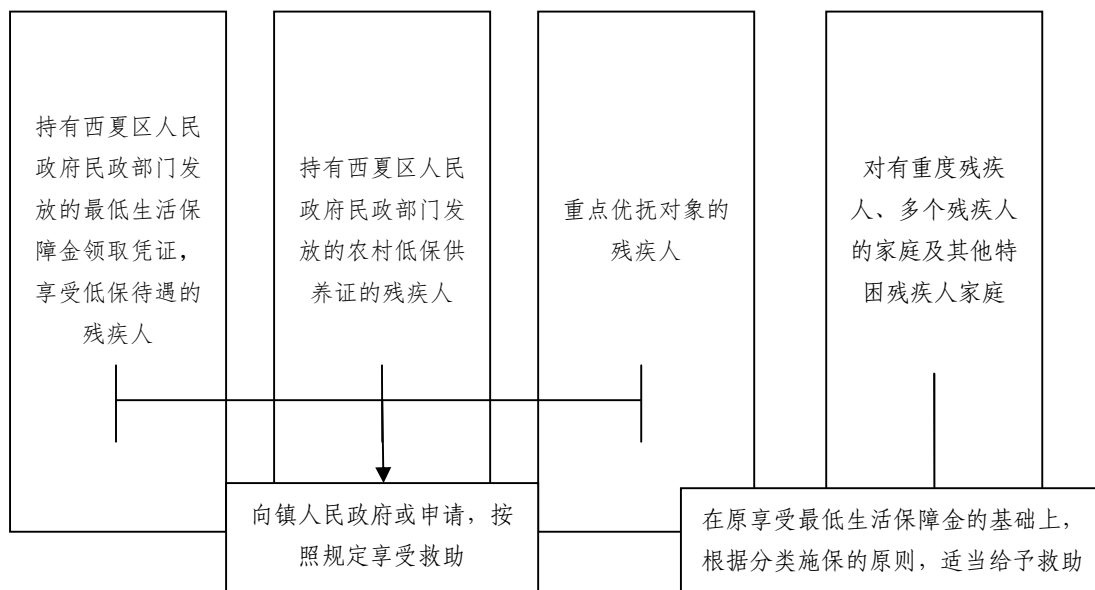 持有西夏区人民
政府民政部门发
放的最低生活保
障金领取凭证，
享受低保待遇的
残疾人
持有西夏区人民
政府民政部门发
放的农村低保供
养证的残疾人
重点优抚对象的
残疾人
对有重度残疾
人、多个残疾人
的家庭及其他特
困残疾人家庭
向镇人民政府或申请，按
照规定享受救助
在原享受最低生活保障金的基础上，
根据分类施保的原则，适当给予救助